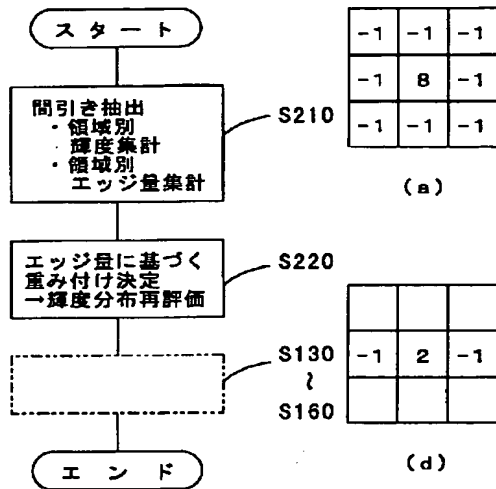 スタート
間引き抽出
・領域別
輝度集計
・領域別
エッジ量集計
S210
エッジ量に基づく
重み付け決定
→輝度分布再評価
S220
S130
~
S160
エンド
-1 -1 -1
-1 8 -1
-1 -1 -1
(a)
-1 2 -1
(d)